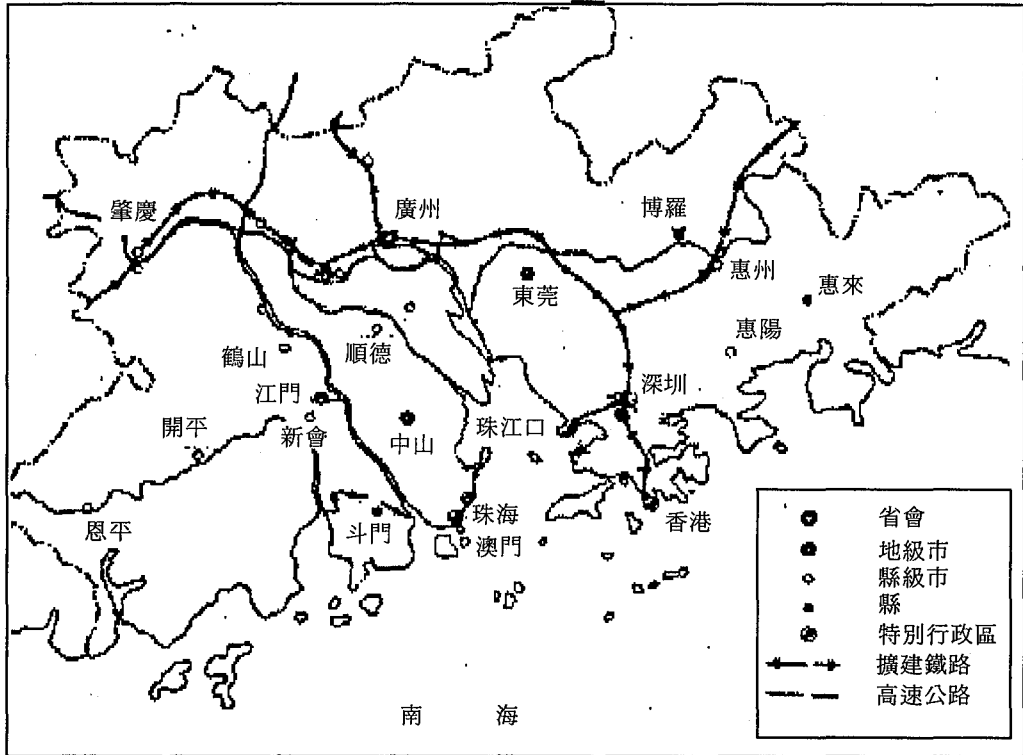 肇慶
廣州
博羅
惠州
東莞
惠來
惠陽
鶴山
順德
深圳
江門
開平
新會
中山
珠江口
恩平
斗门
珠海
澳門
香港
南海
省會
地級市
縣級市
縣
特別行政區
擴建鐵路
高速公路